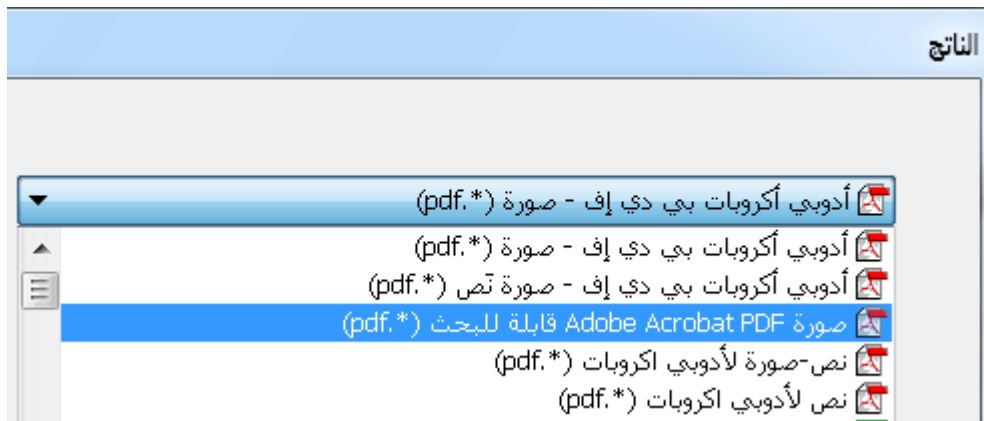 الناتج
أدوبي أكروبات بي دي إف - صورة (*.pdf)
أدوبي أكروبات بي دي إف - صورة (*.pdf)
أدوبي أكروبات بي دي إف - صورة نَص (*.pdf)
صورة Adobe Acrobat PDF قابلة للبحث (*.pdf)
نص-صورة لأدوبي اكروبات (*.pdf)
نص لأدوبي اكروبات (*.pdf)